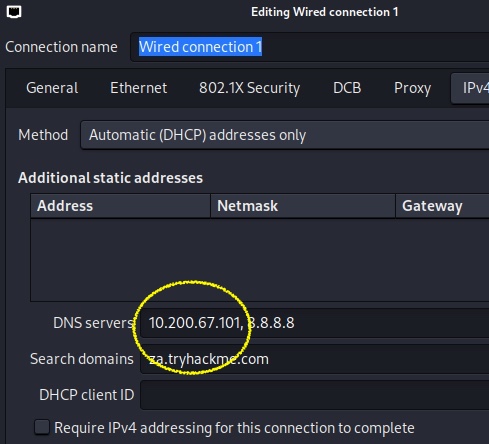 Editing Wired connection 1
Connection name Wired connection 1
General Ethernet 802.1X Security DCB Proxy IPv4
Method Automatic (DHCP) addresses only
Additional static addresses
Address Netmask Gateway
DNS servers 10.200.67.101, 8.8.8.8
Search domains za.tryhackme.com
DHCP client ID
Require IPv4 addressing for this connection to complete